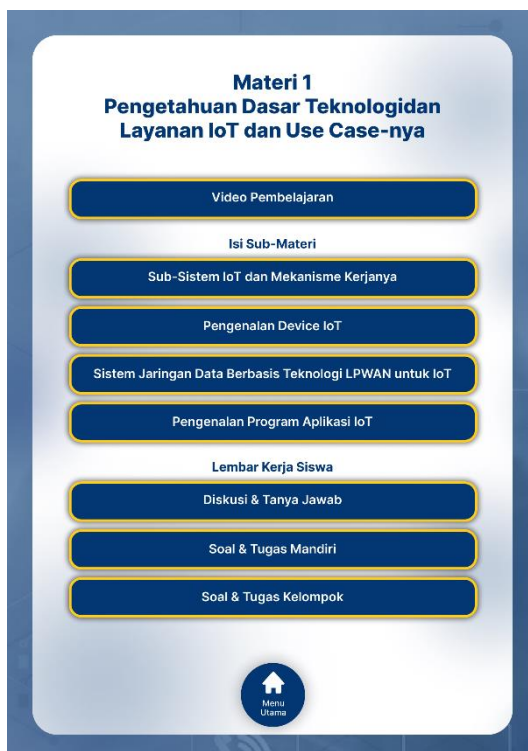 Materi 1
Pengetahuan Dasar Teknologidan
Layanan IoT dan Use Case-nya
Video Pembelajaran
Isi Sub-Materi
Sub-Sistem IoT dan Mekanisme Kerjanya
Pengenalan Device IoT
Sistem Jaringan Data Berbasis Teknologi LPWAN untuk IoT
Pengenalan Program Aplikasi IoT
Lembar Kerja Siswa
Diskusi & Tanya Jawab
Soal & Tugas Mandiri
Soal & Tugas Kelompok
Menu
Utama